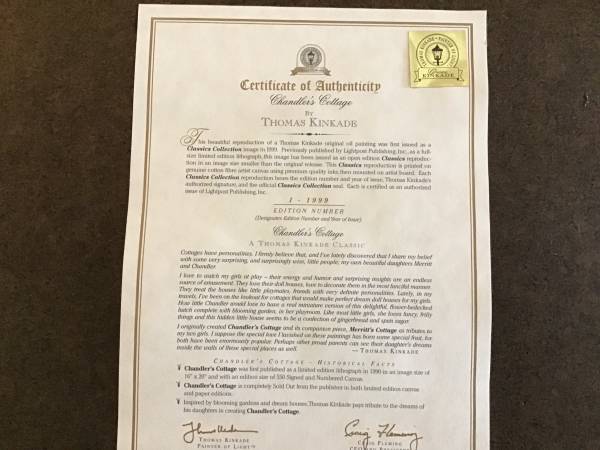 THOMAS KINKADE • PAINTER OF LIGHT
Genuine
KINKADE
Certificate of Authenticity
Chandler's Cottage
BY
THOMAS KINKADE
This beautiful reproduction of a Thomas Kinkade original oil painting was first issued as a
Classics Collection image in 1999. Previously published by Lightpost Publishing, Inc., as a full-
size limited edition lithograph, this image has been issued as an open edition Classics reproduc-
tion in an image size smaller than the original release. This Classics reproduction is printed on
genuine cotton fibre artist canvas using premium quality inks then mounted on artist board. Each
Classics Collection reproduction bears the edition number and year of issue, Thomas Kinkade's
authorized signature, and the official Classics Collection seal. Each is certified as an authorized
issue of Lightpost Publishing, Inc.
1 - 1999
EDITION NUMBER
(Designates Edition Number and Year of Issue)
Chandler's Cottage
A THOMAS KINKADE CLASSIC
Cottages have personalities. I firmly believe that, and I've lately discovered that I share my belief
with some very surprising, and surprisingly wise, little people; my own beautiful daughters Merritt
and Chandler.
I love to watch my girls at play – their energy and humor and surprising insights are an endless
source of amusement. They love their doll houses, love to decorate them in the most fanciful manner.
They treat the houses like little playmates, friends with very definite personalities. Lately, in my
travels, I've been on the lookout for cottages that would make perfect dream doll houses for my girls.
How little Chandler would love to have a real miniature version of this delightful, flower-bedecked
hutch complete with blooming garden, in her playroom. Like most little girls, she loves fancy, frilly
things and this hidden little house seems to be a confection of gingerbread and spun sugar.
I originally created Chandler's Cottage and its companion piece, Merritt's Cottage as tributes to
my two girls. I suppose the special love I lavished on these paintings has been some special fruit, for
both have been enormously popular. Perhaps other proud parents can see their daughter's dreams
inside the walls of these special places as well.
— THOMAS KINKADE
CHANDLER'S COTTAGE - HISTORICAL FACTS
Chandler's Cottage was first published as a limited edition lithograph in 1990 in an image size of
16" x 20" and with an edition size of 550 Signed and Numbered Canvas.
Chandler's Cottage is completely Sold Out from the publisher in both limited edition canvas
and paper editions.
Inspired by blooming gardens and dream houses, Thomas Kinkade pays tribute to the dreams of
his daughters in creating Chandler's Cottage.
THOMAS KINKADE
PAINTER OF LIGHT™
Craig Fleming
CRAIG FLEMING